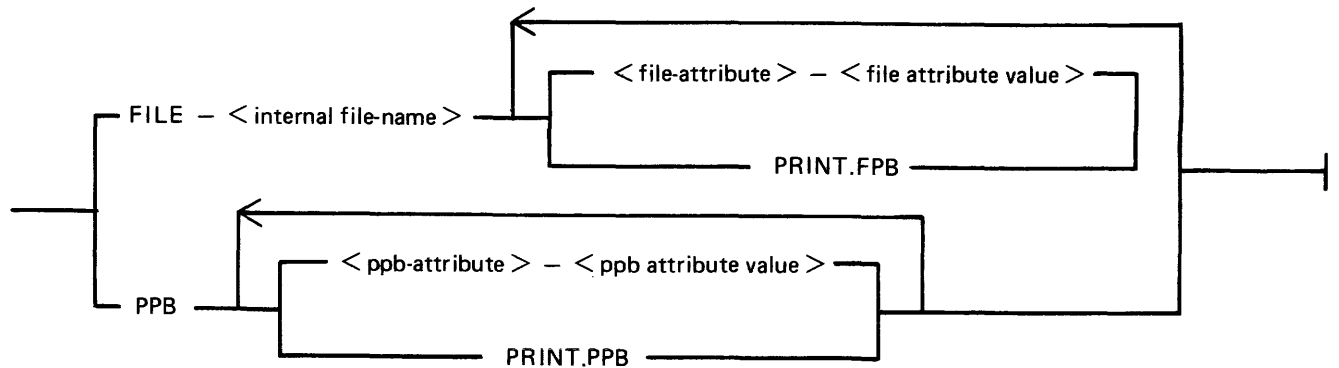 <file-attribute> – <file attribute value>
FILE – <internal file-name>
PRINT.FPB
<ppb-attribute> – <ppb attribute value>
PPB
PRINT.PPB